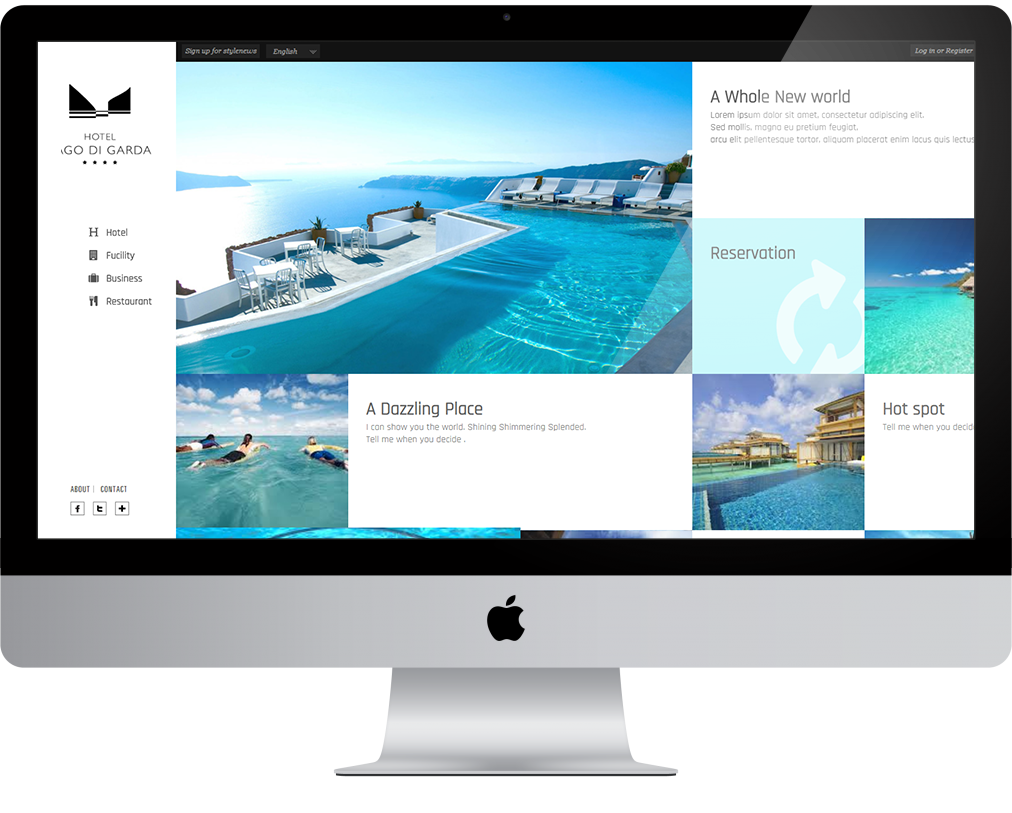 Sign up for stylenews
English
Log in or Register
HOTEL
GO DI GARDA
Hotel
Fucility
Business
Restaurant
ABOUT | CONTACT
A Whole New world
Lorem ipsum dolor sit amet, consectetur adipiscing elit.
Sed mollis, magna eu pretium feugiat,
orcu elit pellentesque tortor, aliquam placerat enim lacus quis lectus
Reservation
A Dazzling Place
I can show you the world. Shining Shimmering Splended.
Tell me when you decide .
Hot spot
Tell me when you decid